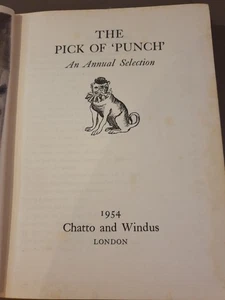 THE
PICK OF 'PUNCH'
An Annual Selection
1954
Chatto and Windus
LONDON